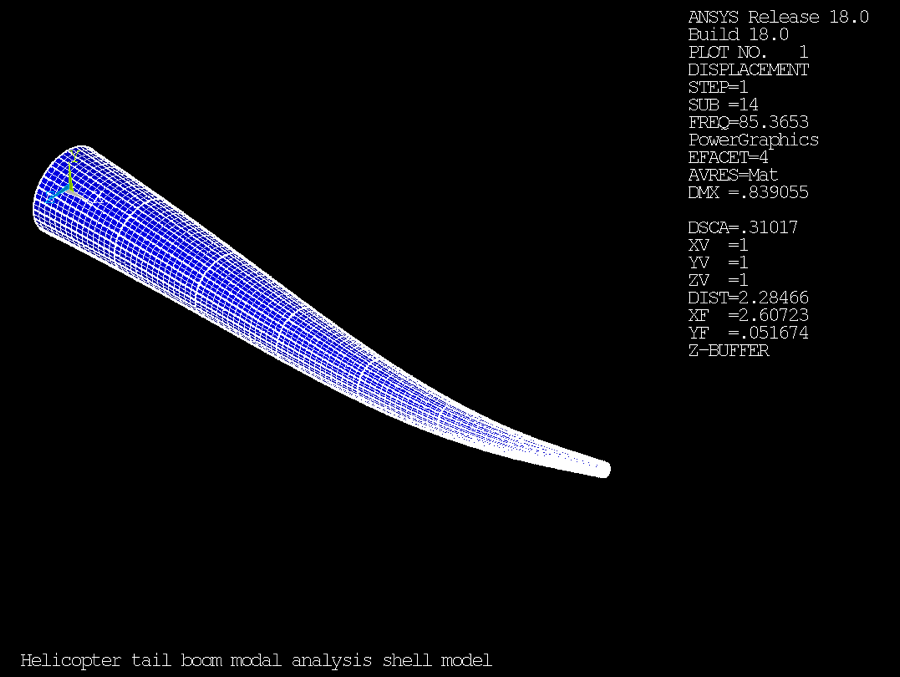 ANSYS Release 18.0
Build 18.0
PLOT NO.   1
DISPLACEMENT
STEP=1
SUB =14
FREQ=85.3653
PowerGraphics
EFACET=4
AVRES=Mat
DMX =.839055
DSCA=.31017
XV  =1
YV  =1
ZV  =1
DIST=2.28466
XF  =2.60723
YF  =.051674
Z-BUFFER
Helicopter tail boom modal analysis shell model